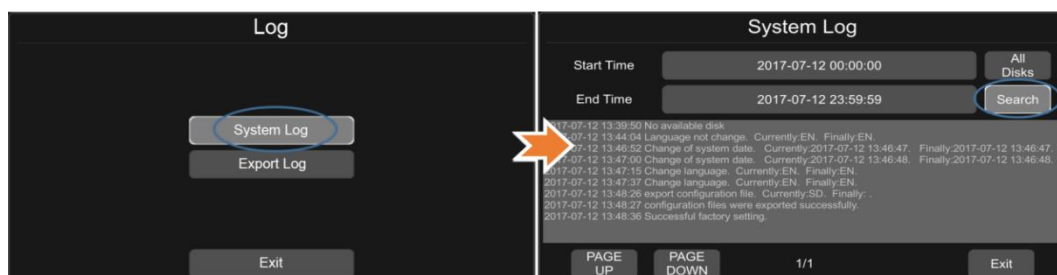 Log
System Log
Export Log
Exit
System Log
Start Time 2017-07-12 00:00:00 All Disks
End Time 2017-07-12 23:59:59 Search
2017-07-12 13:39:50 No available disk
2017-07-12 13:44:04 Language not change. Currently:EN. Finally:EN.
2017-07-12 13:46:52 Change of system date. Currently:2017-07-12 13:46:47. Finally:2017-07-12 13:46:47.
2017-07-12 13:47:00 Change of system date. Currently:2017-07-12 13:46:48. Finally:2017-07-12 13:46:48.
2017-07-12 13:47:15 Change language. Currently:EN. Finally:EN.
2017-07-12 13:47:37 Change language. Currently:EN. Finally:EN.
2017-07-12 13:48:26 export configuration file. Currently:SD. Finally: .
2017-07-12 13:48:27 configuration files were exported successfully.
2017-07-12 13:48:36 Successful factory setting.
PAGE UP PAGE DOWN 1/1 Exit